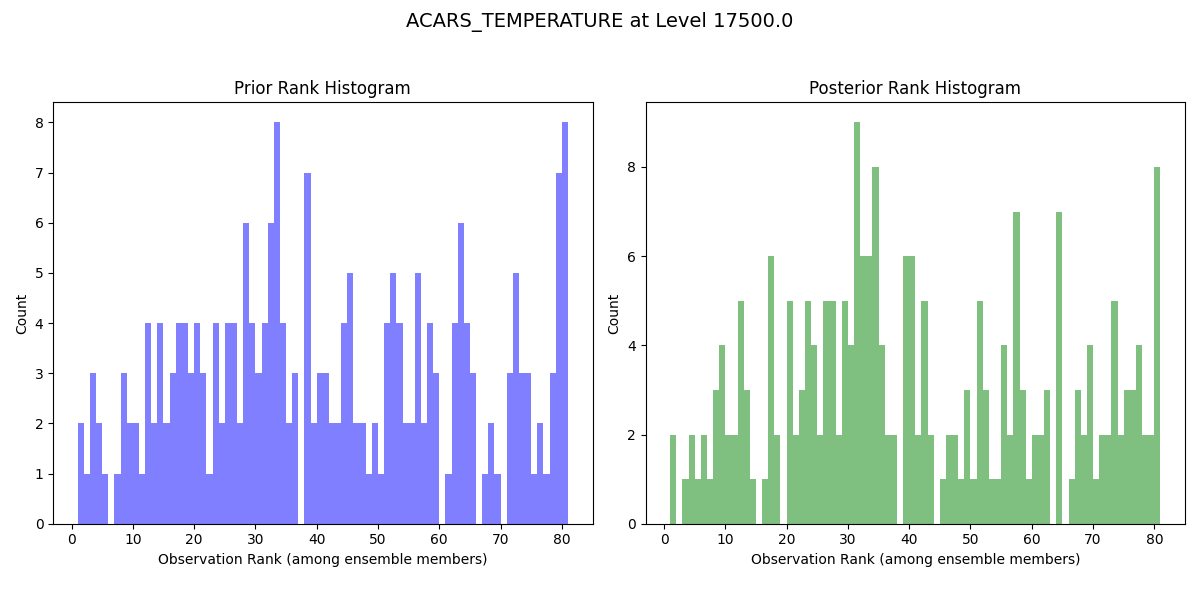 ACARS_TEMPERATURE at Level 17500.0
Prior Rank Histogram
8
7
6
5
4
3
2
1
0
Count
0 10 20 30 40 50 60 70 80
Observation Rank (among ensemble members)
Posterior Rank Histogram
8
6
4
2
0
Count
0 10 20 30 40 50 60 70 80
Observation Rank (among ensemble members)